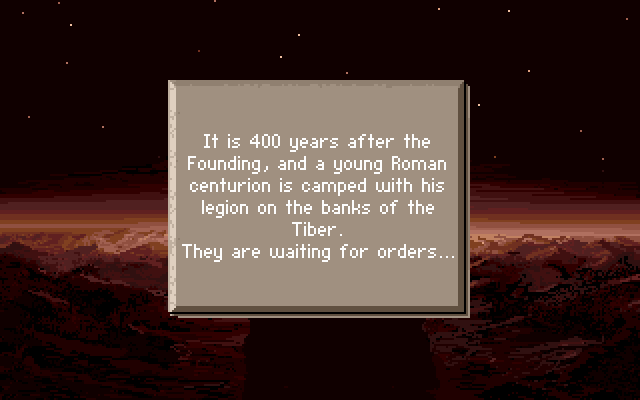 It is 400 years after the
Founding, and a young Roman
centurion is camped with his
legion on the banks of the
Tiber.
They are waiting for orders...